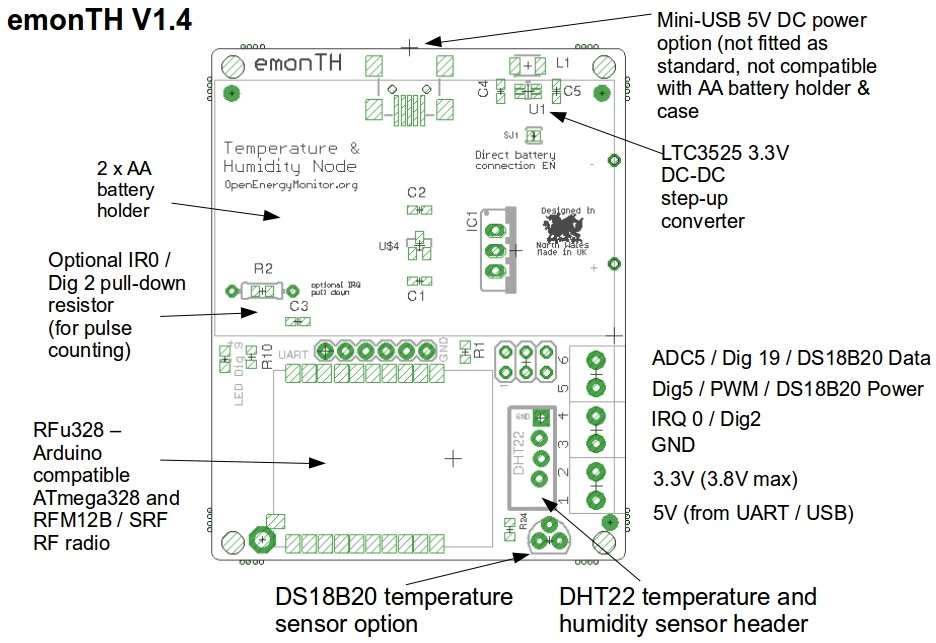 emonTH V1.4
Mini-USB 5V DC power
option (not fitted as
standard, not compatible
with AA battery holder &
case
emonTH
L1
C4
C5
U1
SJ1
Direct battery
connection EN
LTC3525 3.3V
DC-DC
step-up
converter
Temperature &
Humidity Node
OpenEnergyMonitor.org
2 x AA
battery
holder
C2
IC1
Designed in
North Wales
Made in UK
U$4
-
+
Optional IR0 /
Dig 2 pull-down
resistor
(for pulse
counting)
R2
optional IRQ
pull down
C1
C3
LED Dig 9
R10
UART
GND
R1
1
6
5
4
3
2
1
ADC5 / Dig 19 / DS18B20 Data
Dig5 / PWM / DS18B20 Power
IRQ 0 / Dig2
GND
3.3V (3.8V max)
5V (from UART / USB)
GND
DHT22
RFu328 –
Arduino
compatible
ATmega328 and
RFM12B / SRF
RF radio
DS18B20 temperature
sensor option
DHT22 temperature and
humidity sensor header